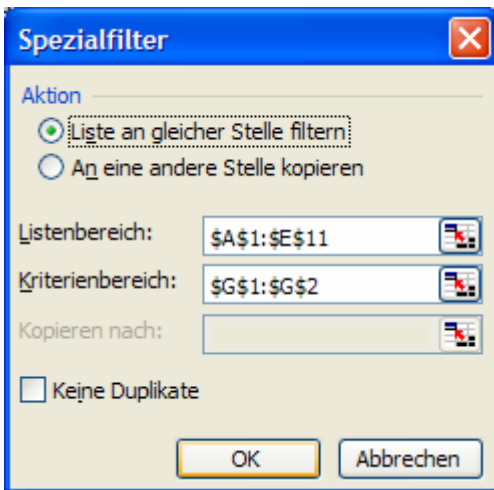 Spezialfilter
Aktion
Liste an gleicher Stelle filtern
An eine andere Stelle kopieren
Listenbereich: $A$1:$E$11
Kriterienbereich: $G$1:$G$2
Kopieren nach:
Keine Duplikate
OK Abbrechen